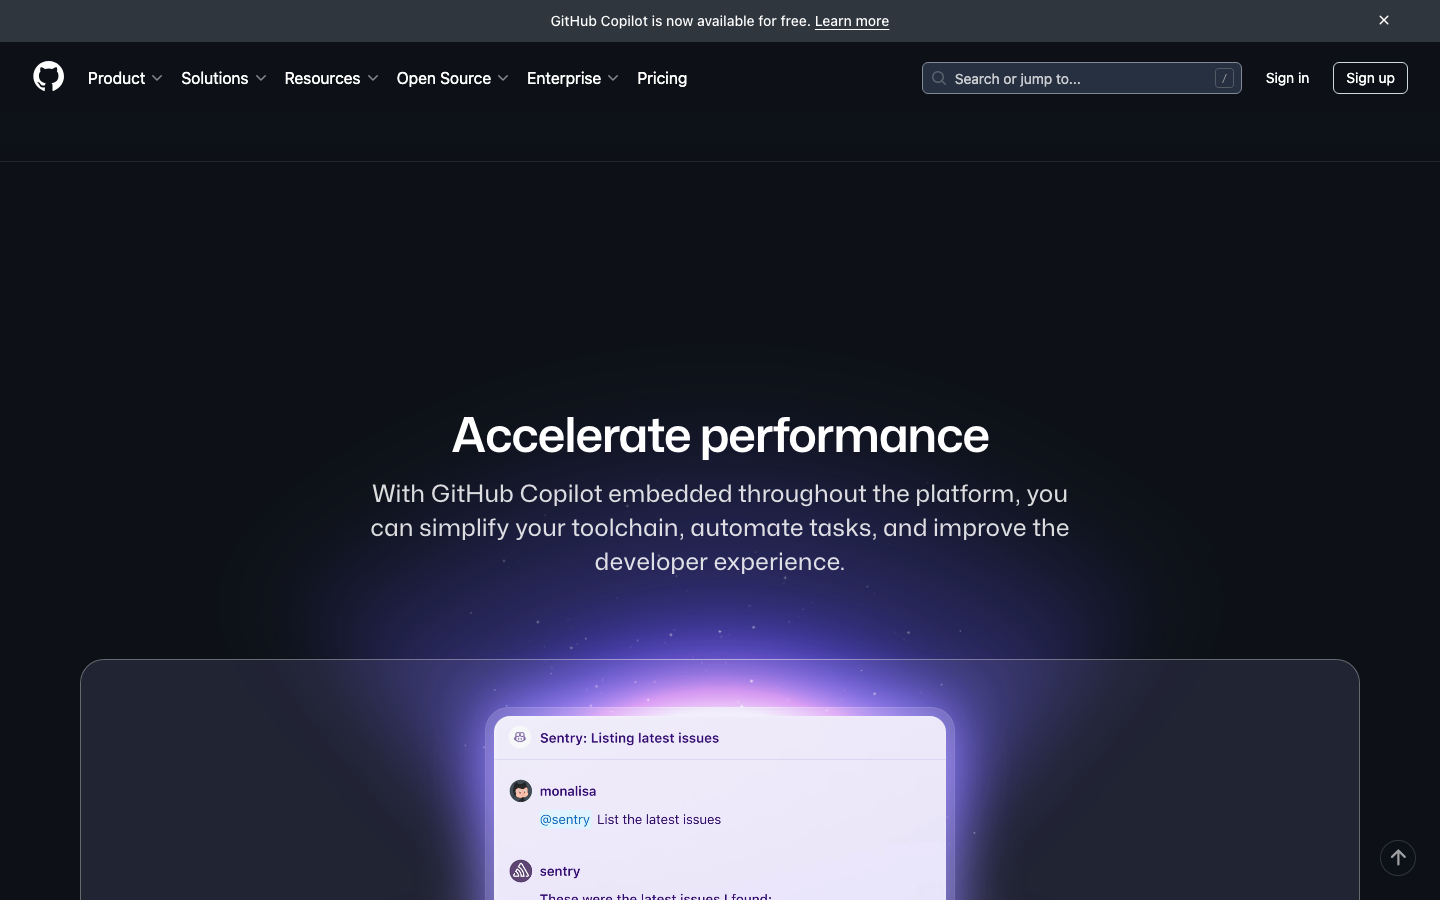 GitHub Copilot is now available for free. Learn more
Product
Solutions
Resources
Open Source
Enterprise
Pricing
Search or jump to...
/
Sign in
Sign up
Accelerate performance
With GitHub Copilot embedded throughout the platform, you
can simplify your toolchain, automate tasks, and improve the
developer experience.
Sentry: Listing latest issues
monalisa
@sentry List the latest issues
sentry
These were the latest issues I found: